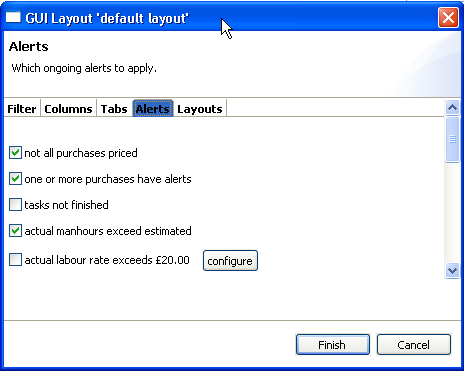 GUI Layout 'default layout'
Alerts
Which ongoing alerts to apply.
Filter Columns Tabs Alerts Layouts
not all purchases priced
one or more purchases have alerts
tasks not finished
actual manhours exceed estimated
actual labour rate exceeds £20.00 configure
Finish Cancel